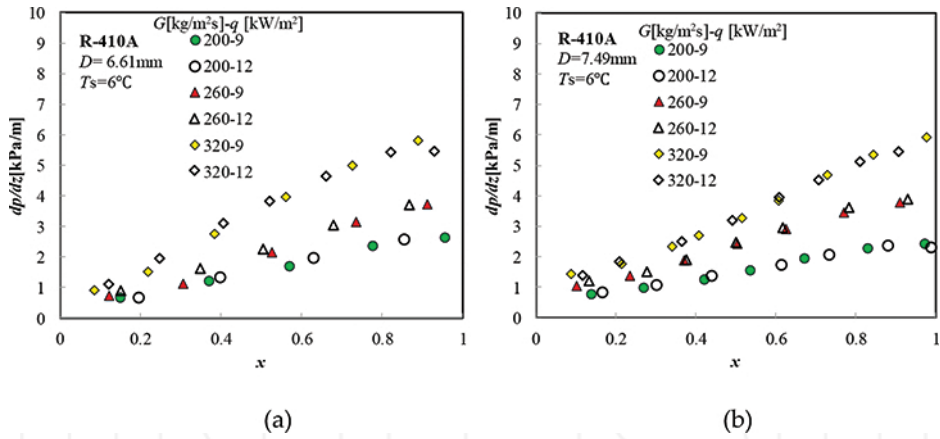 G[kg/m²s]-q [kW/m²]
R-410A
D= 6.61mm
Ts=6℃
200-9
200-12
260-9
260-12
320-9
320-12
dp/dz[kPa/m]
10
9
8
7
6
5
4
3
2
1
0
0 0.2 0.4 0.6 0.8 1
x
(a)
G[kg/m²s]-q [kW/m²]
R-410A
D=7.49mm
Ts=6℃
200-9
200-12
260-9
260-12
320-9
320-12
dp/dz[kPa/m]
10
9
8
7
6
5
4
3
2
1
0
0 0.2 0.4 0.6 0.8 1
x
(b)